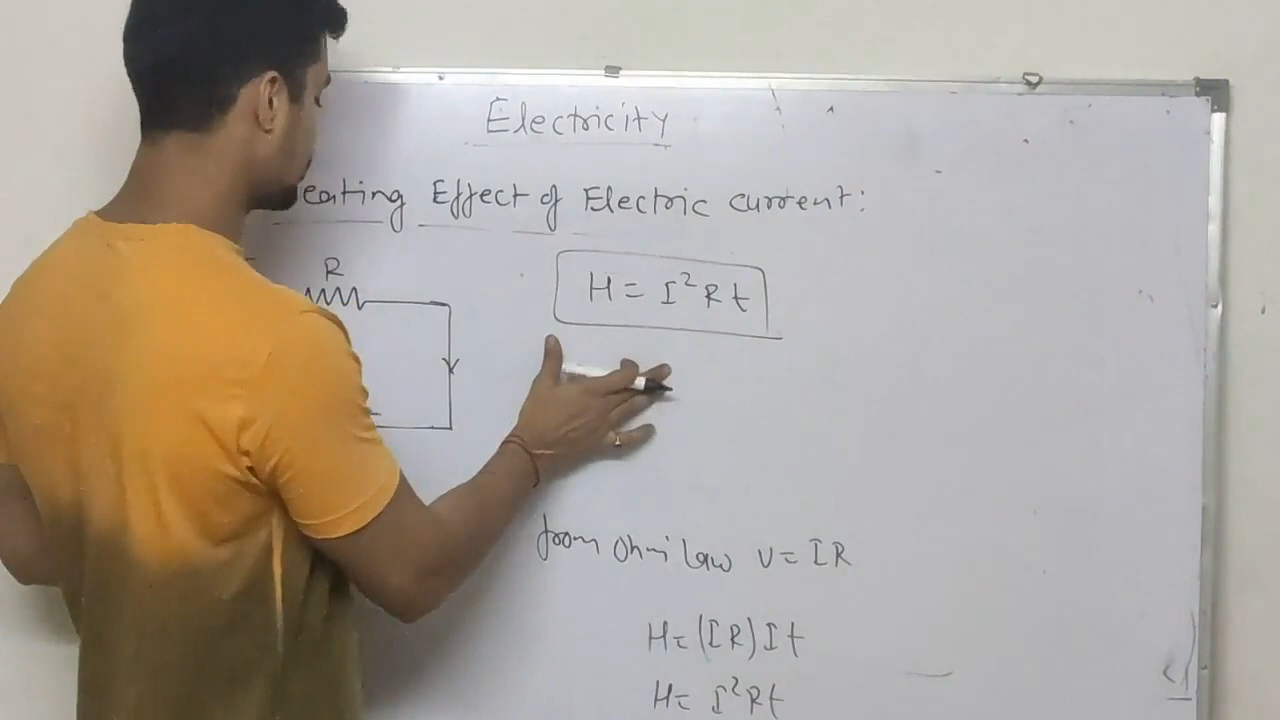 Electricity
eating Effect of Electric current:
R
H = I²Rt
from Ohm's law V = IR
H = (IR) I t
H = I²Rt